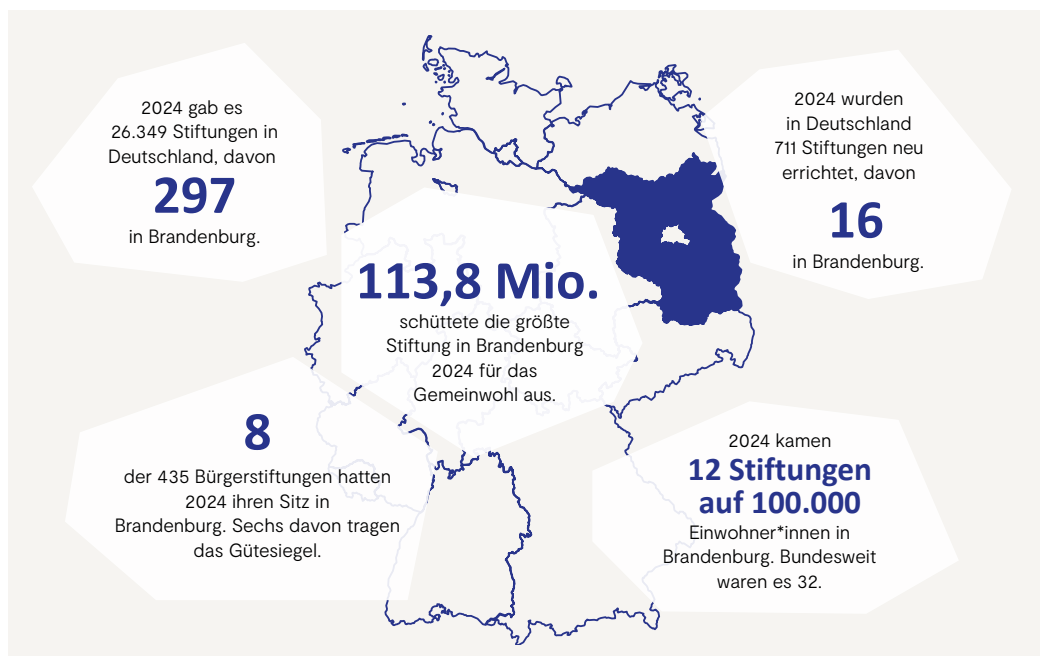 2024 gab es
26.349 Stiftungen in
Deutschland, davon
297
in Brandenburg.
2024 wurden
in Deutschland
711 Stiftungen neu
errichtet, davon
16
in Brandenburg.
113,8 Mio.
schüttete die größte
Stiftung in Brandenburg
2024 für das
Gemeinwohl aus.
8
der 435 Bürgerstiftungen hatten
2024 ihren Sitz in
Brandenburg. Sechs davon tragen
das Gütesiegel.
2024 kamen
12 Stiftungen
auf 100.000
Einwohner*innen in
Brandenburg. Bundesweit
waren es 32.